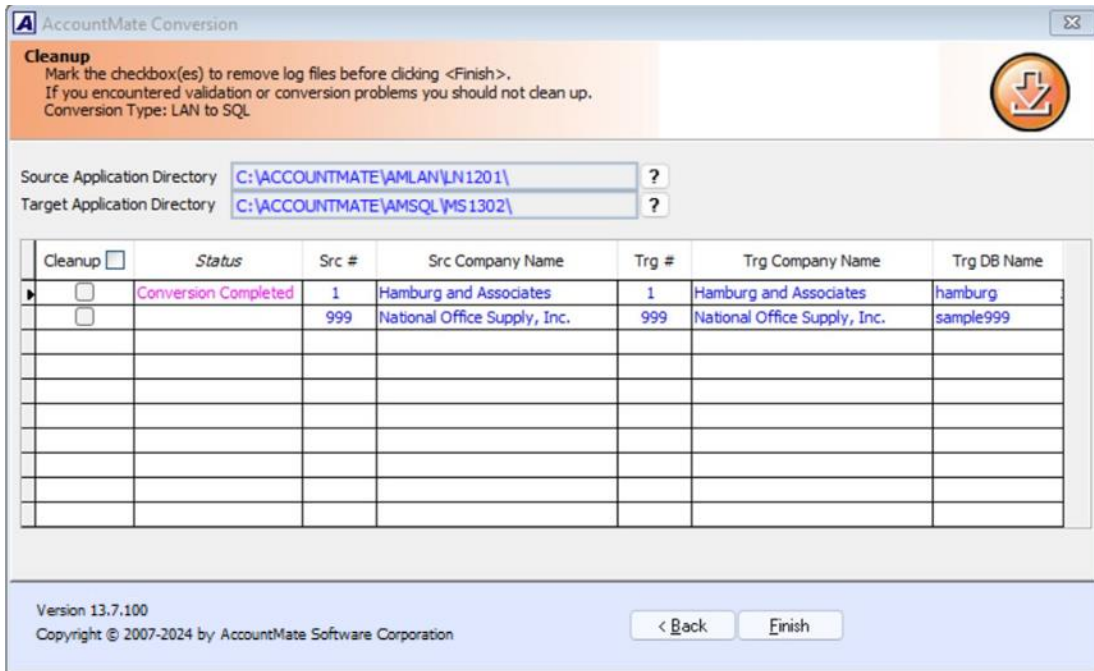 AccountMate Conversion
Cleanup
Mark the checkbox(es) to remove log files before clicking <Finish>.
If you encountered validation or conversion problems you should not clean up.
Conversion Type: LAN to SQL
Source Application Directory C:\ACCOUNTMATE\AMLAN\LN1201\ ?
Target Application Directory C:\ACCOUNTMATE\AMSQL\MS1302\ ?
Cleanup Status Src # Src Company Name Trg # Trg Company Name Trg DB Name
Conversion Completed 1 Hamburg and Associates 1 Hamburg and Associates hamburg
999 National Office Supply, Inc. 999 National Office Supply, Inc. sample999
Version 13.7.100
Copyright © 2007-2024 by AccountMate Software Corporation
< Back Finish